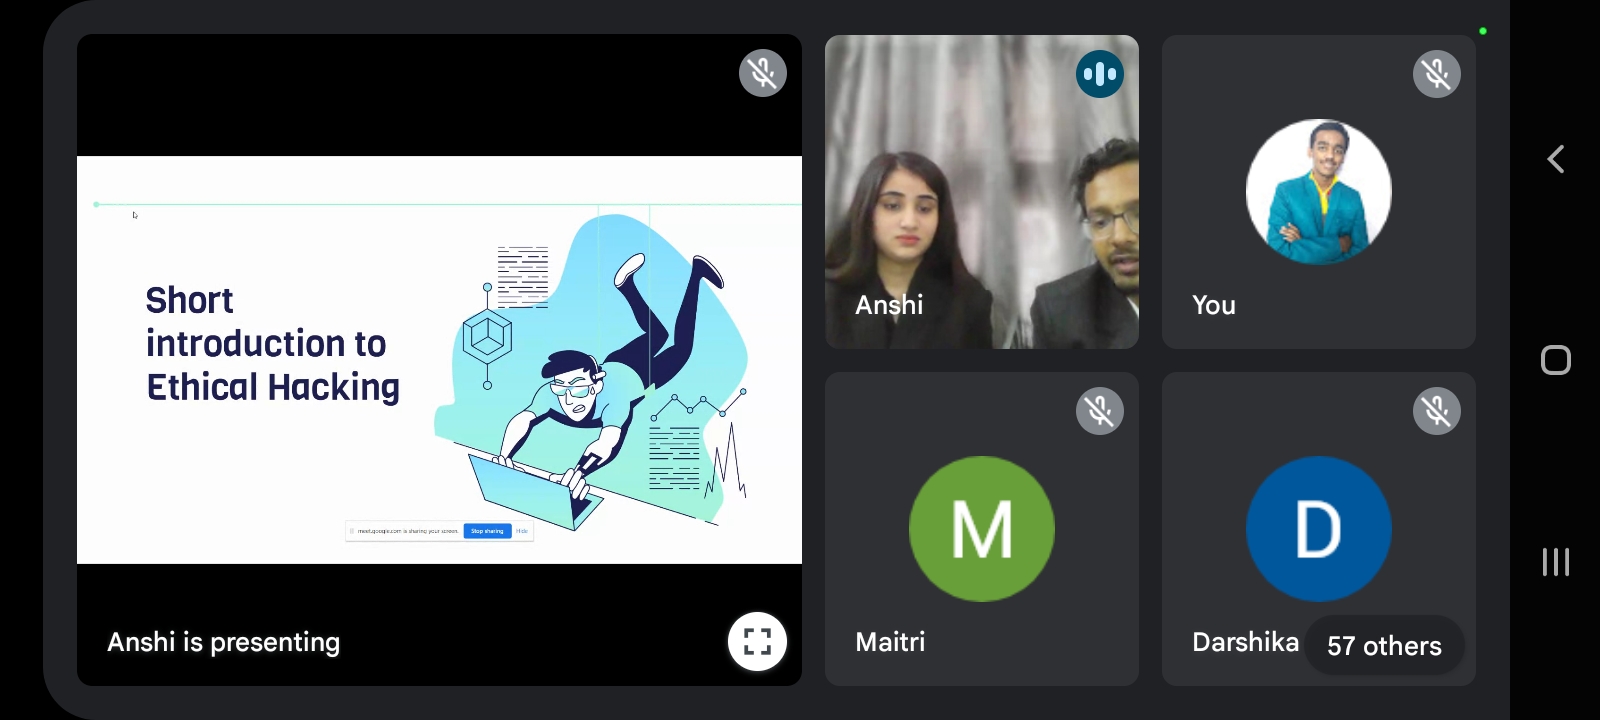 Short
introduction to
Ethical Hacking
meet.google.com is sharing your screen.
Stop sharing
Hide
Anshi is presenting
Anshi
You
M
Maitri
D
Darshika
57 others